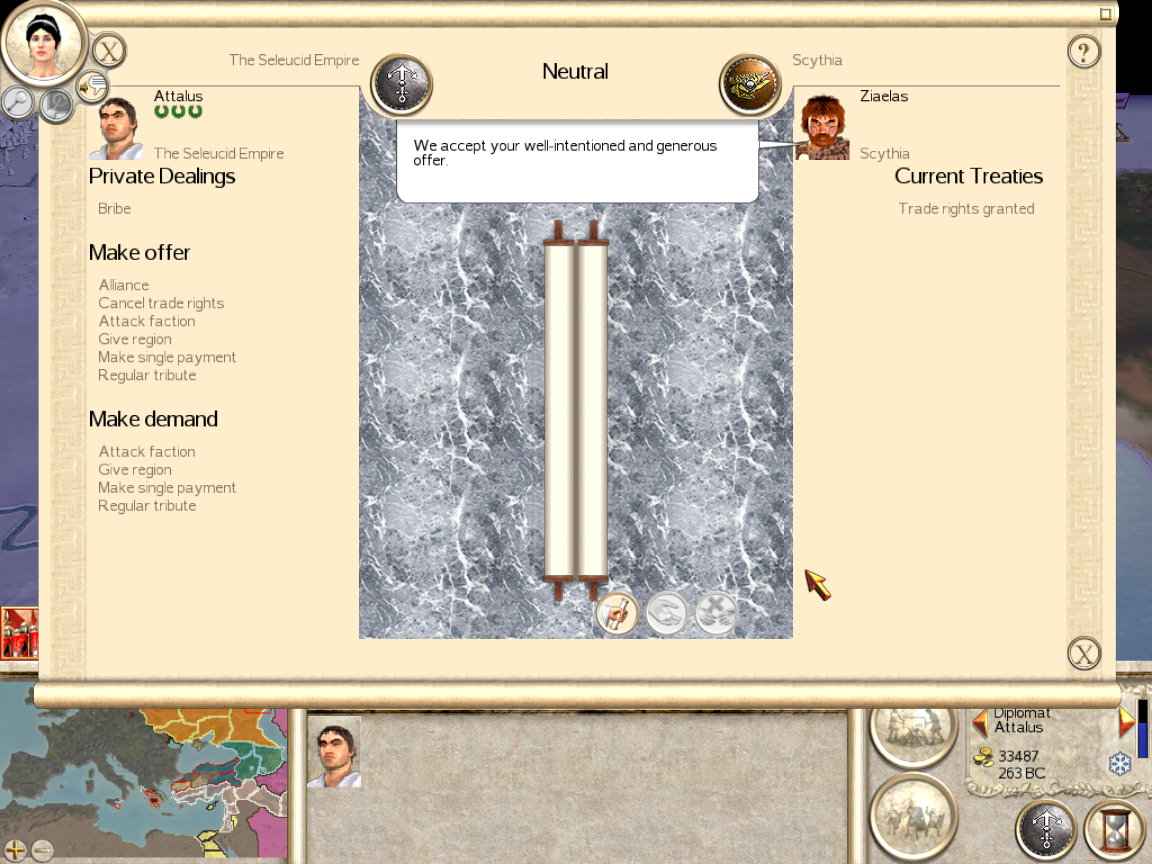 The Seleucid Empire
Neutral
Scythia
X
?
Attalus
The Seleucid Empire
We accept your well-intentioned and generous
offer.
Ziaelas
Scythia
Private Dealings
Bribe
Current Treaties
Trade rights granted
Make offer
Alliance
Cancel trade rights
Attack faction
Give region
Make single payment
Regular tribute
Make demand
Attack faction
Give region
Make single payment
Regular tribute
X
Diplomat
Attalus
33487
263 BC